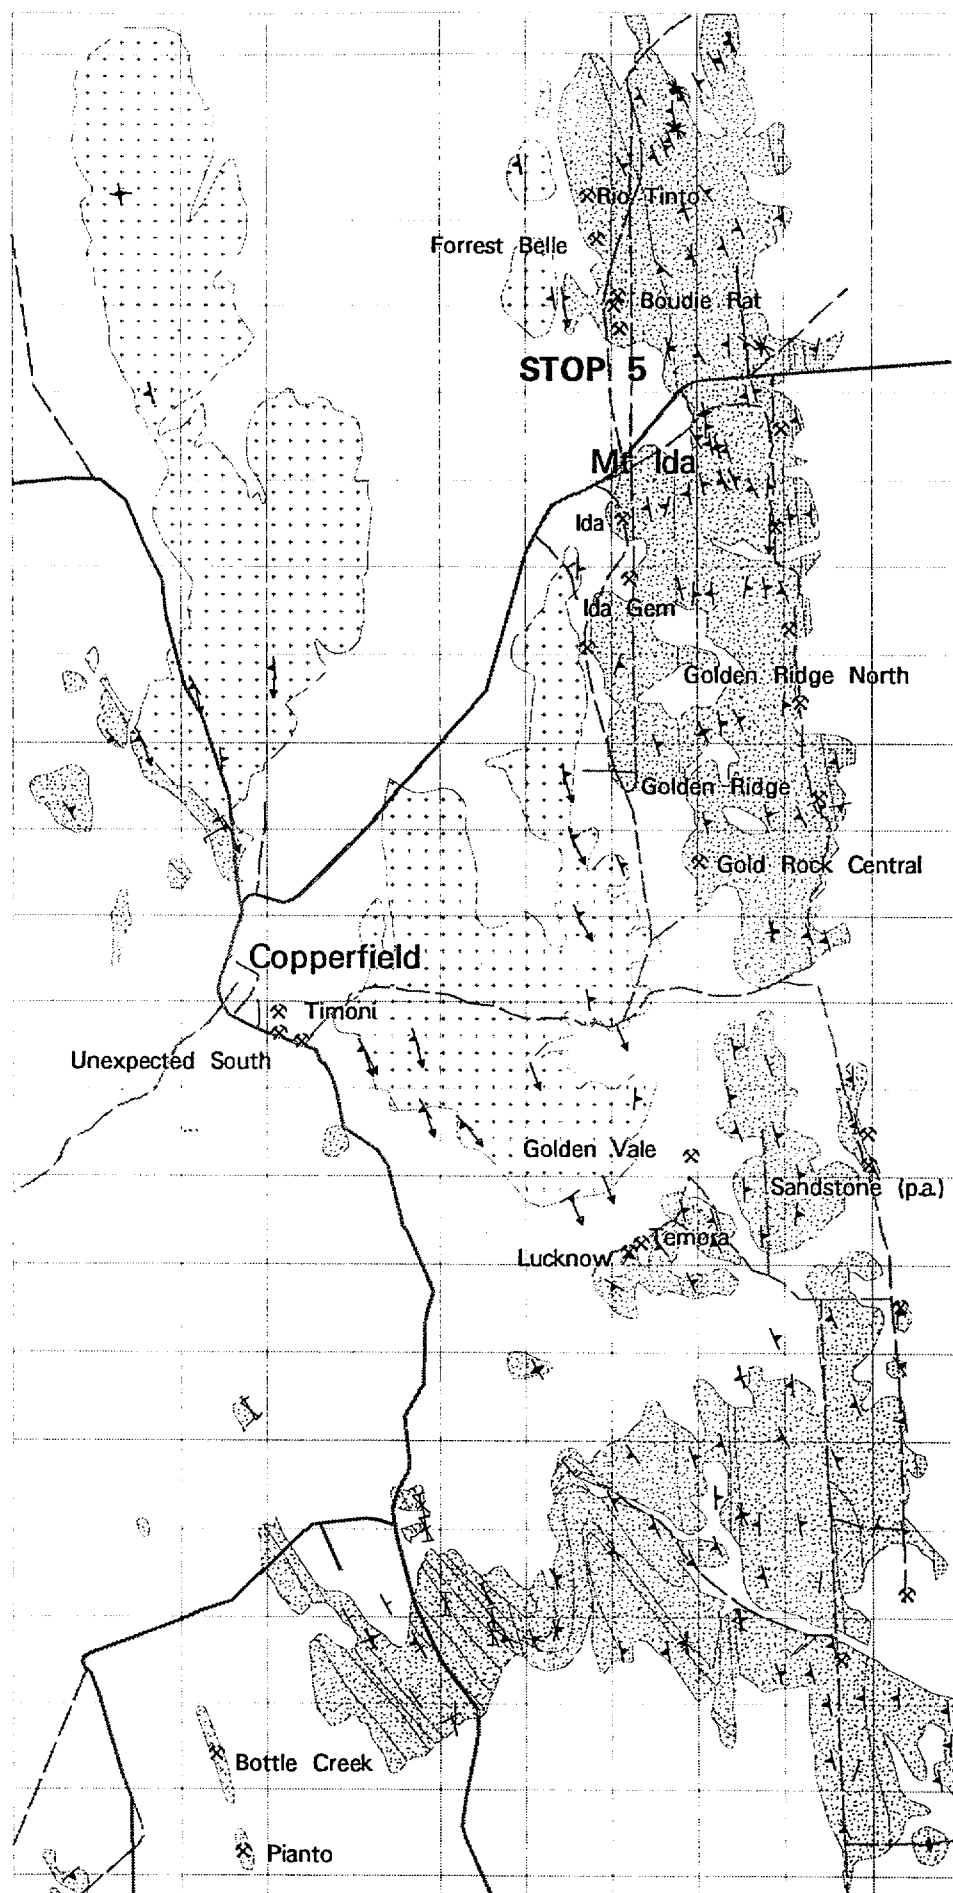 Rio Tinto
Forrest Belle
Boudie Rat
STOP 5
Mt Ida
Ida
Ida Gem
Golden Ridge North
Golden Ridge
Gold Rock Central
Copperfield
Timoni
Unexpected South
Golden Vale
Sandstone (p.a.)
Temora
Lucknow
Bottle Creek
Pianto